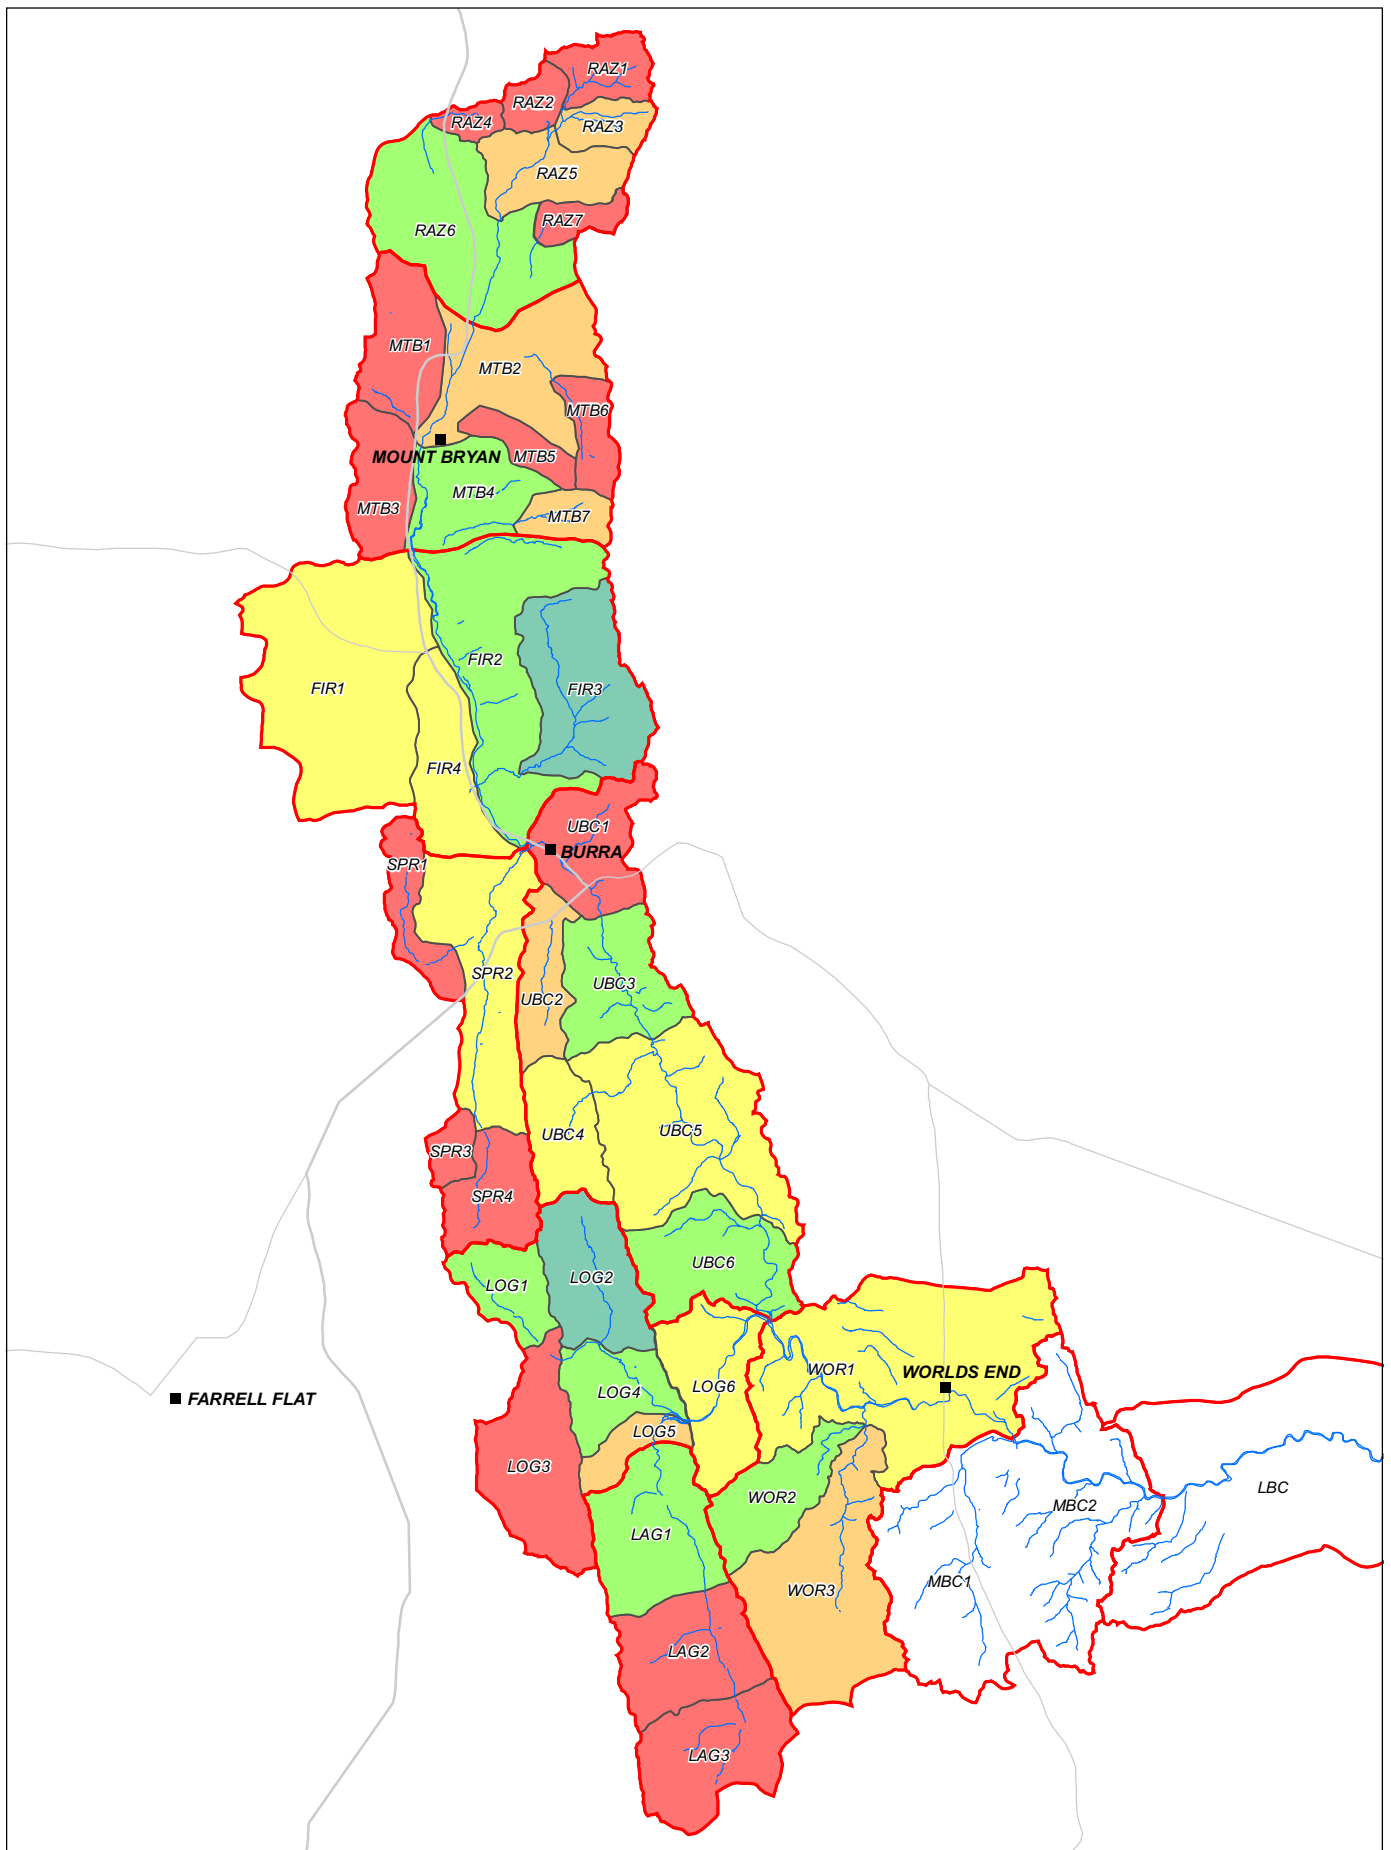 RAZ1
RAZ2
RAZ4
RAZ3
RAZ5
RAZ7
RAZ6
MTB1
MTB2
MTB6
MOUNT BRYAN
MTB5
MTB4
MTB3
MTB7
FIR2
FIR1
FIR3
FIR4
UBC1
BURRA
SPR1
SPR2
UBC3
UBC2
UBC4
UBC5
SPR3
SPR4
UBC6
LOG1
LOG2
WOR1
WORLDS END
LOG6
LOG4
FARRELL FLAT
LOG5
LOG3
LBC
WOR2
MBC2
LAG1
MBC1
WOR3
LAG2
LAG3